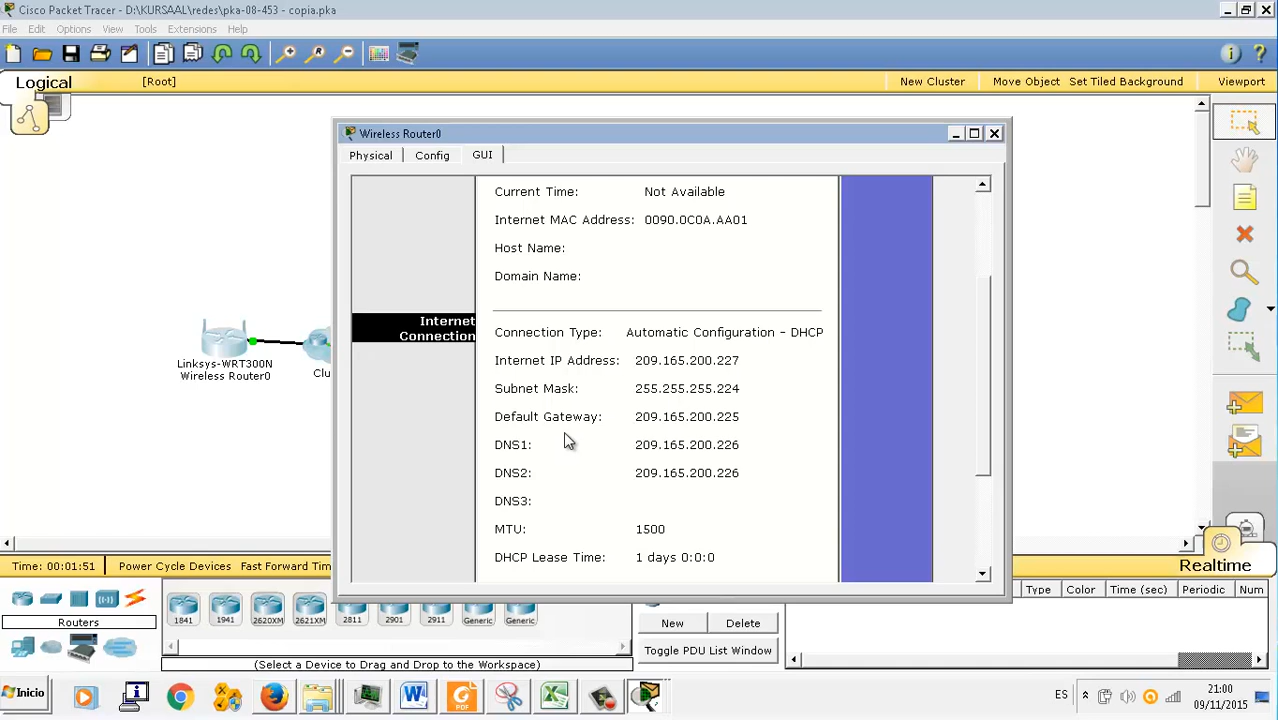 Cisco Packet Tracer - D:\KURSAAL\redes\pka-08-453 - copia.pka
File Edit Options View Tools Extensions Help
Logical [Root] New Cluster Move Object Set Tiled Background Viewport
Wireless Router0
Physical Config GUI
Current Time: Not Available
Internet MAC Address: 0090.0C0A.AA01
Host Name:
Domain Name:
Internet
Connection
Connection Type: Automatic Configuration - DHCP
Internet IP Address: 209.165.200.227
Subnet Mask: 255.255.255.224
Default Gateway: 209.165.200.225
DNS1: 209.165.200.226
DNS2: 209.165.200.226
DNS3:
MTU: 1500
DHCP Lease Time: 1 days 0:0:0
Linksys-WRT300N
Wireless Router0
Clu
Time: 00:01:51 Power Cycle Devices Fast Forward Tim
Realtime
Routers
1841 1941 2620XM 2621XM 2811 2901 2911 Generic Generic
(Select a Device to Drag and Drop to the Workspace)
New Delete
Toggle PDU List Window
Type Color Time (sec) Periodic Num
Inicio
PDF
ES
21:00
09/11/2015